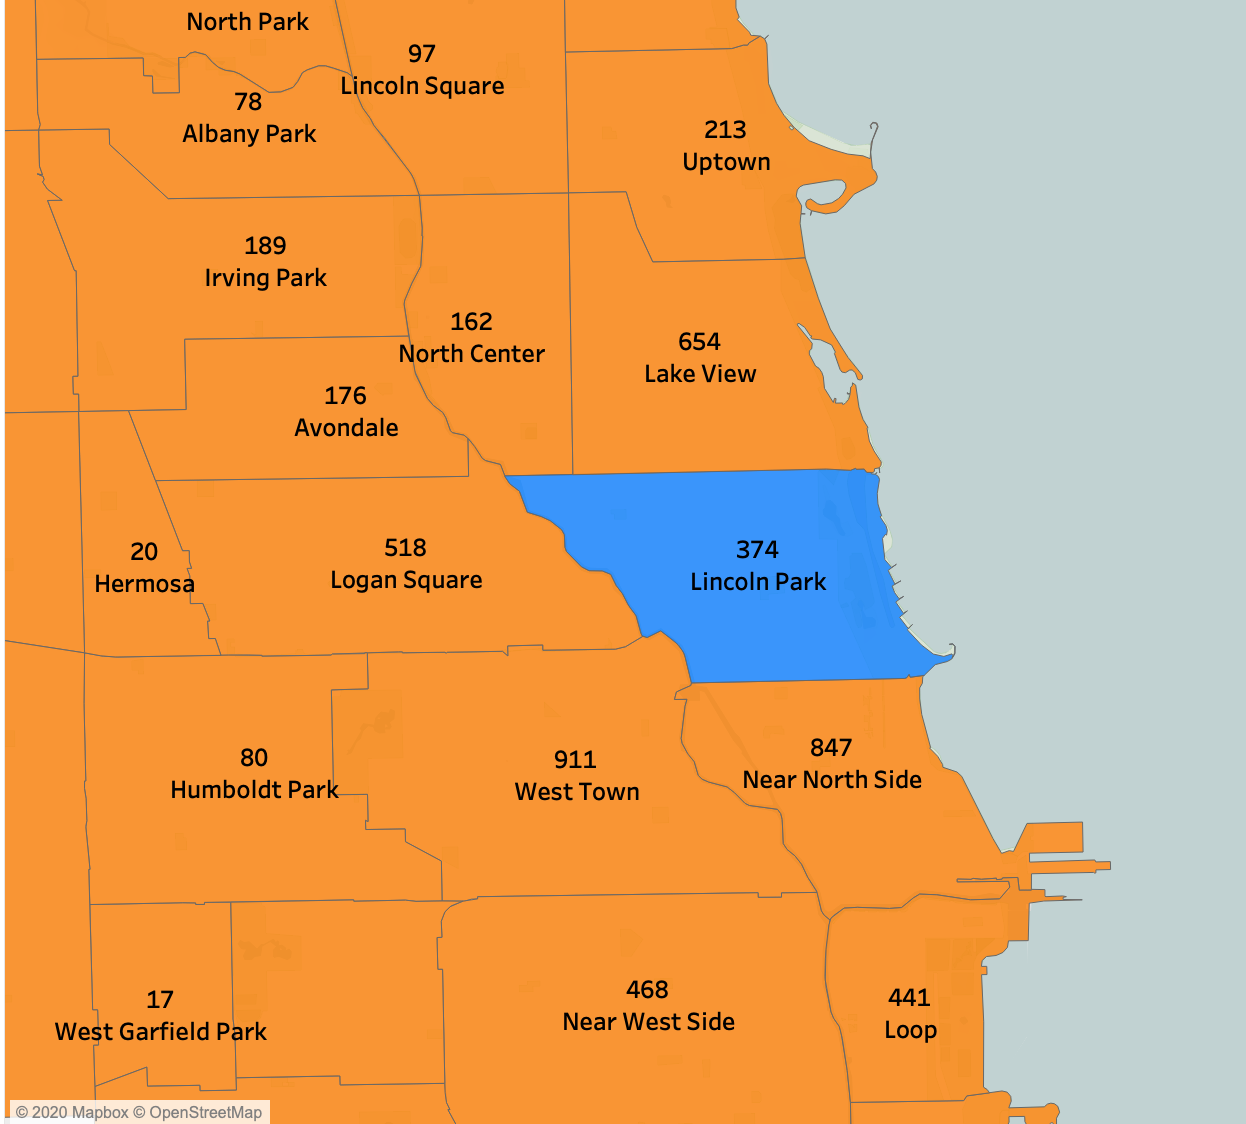 North Park
97
Lincoln Square
78
Albany Park
213
Uptown
189
Irving Park
162
North Center
654
Lake View
176
Avondale
20
Hermosa
518
Logan Square
374
Lincoln Park
80
Humboldt Park
911
West Town
847
Near North Side
17
West Garfield Park
468
Near West Side
441
Loop
© 2020 Mapbox © OpenStreetMap